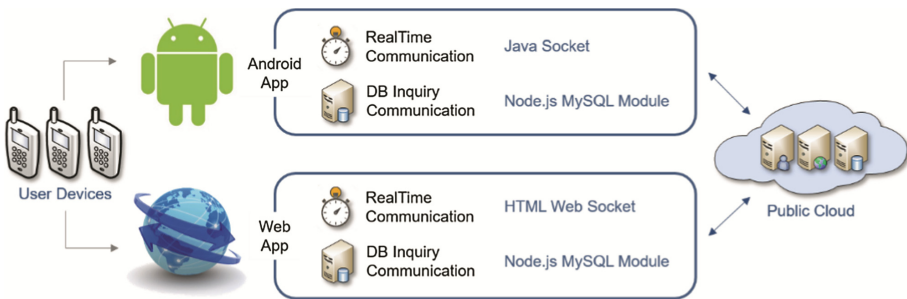 RealTime
Communication
Java Socket
Android
App
DB Inquiry
Communication
Node.js MySQL Module
User Devices
RealTime
Communication
HTML Web Socket
Public Cloud
Web
App
DB Inquiry
Communication
Node.js MySQL Module